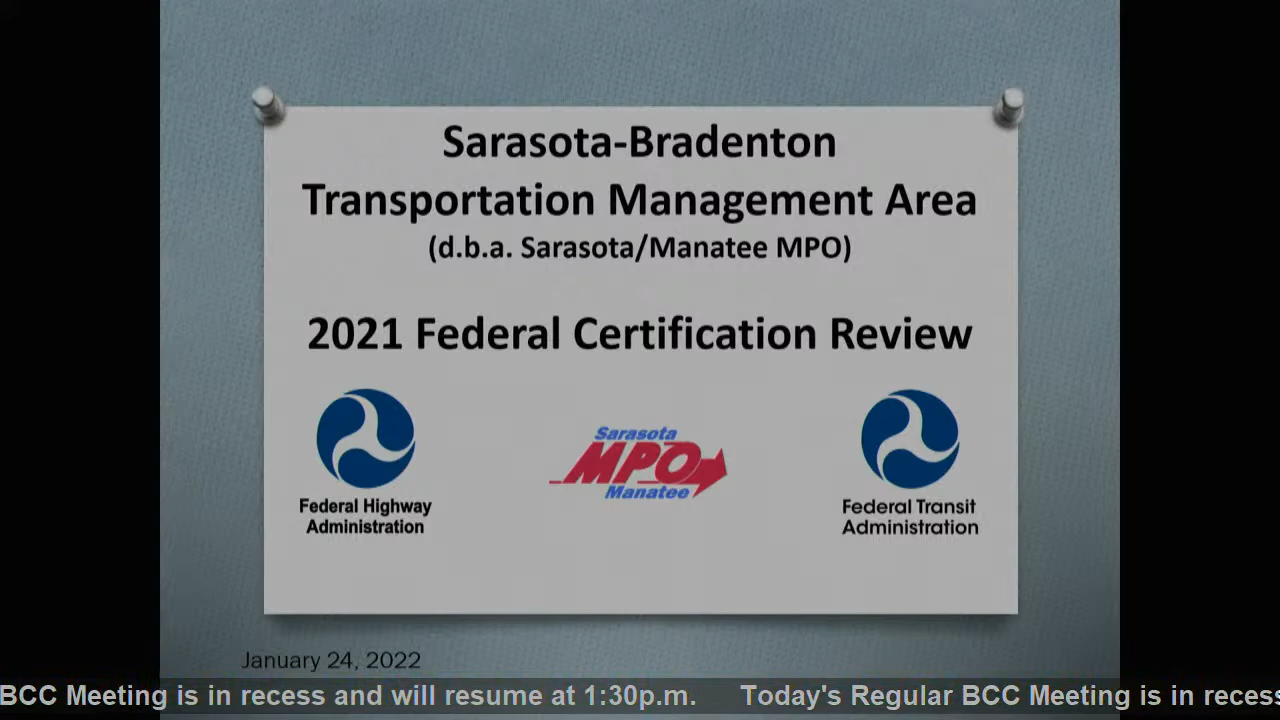 Sarasota-Bradenton
Transportation Management Area
(d.b.a. Sarasota/Manatee MPO)
2021 Federal Certification Review
Federal Highway
Administration
Sarasota
MPO
Manatee
Federal Transit
Administration
January 24, 2022
BCC Meeting is in recess and will resume at 1:30p.m. Today's Regular BCC Meeting is in recess